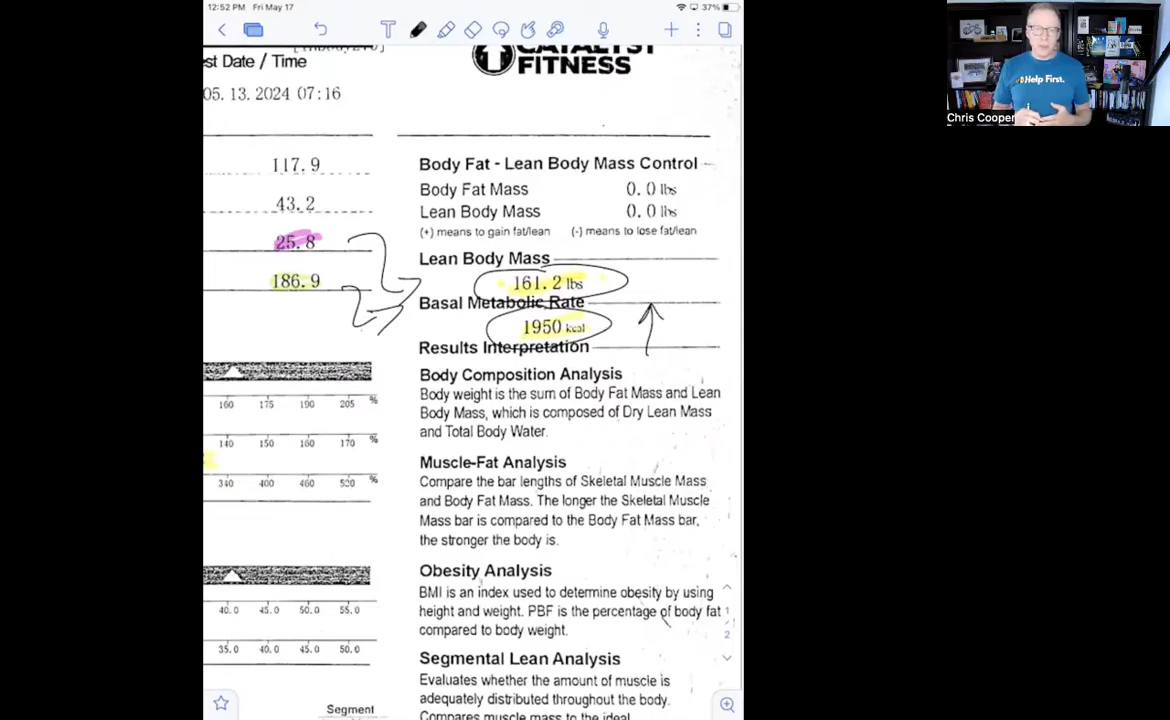 12:52 PM Fri May 17
37%
T
CATALYST
FITNESS
est Date / Time
05. 13. 2024 07:16
117. 9
43. 2
25. 8
186. 9
Body Fat - Lean Body Mass Control
Body Fat Mass 0. 0 lbs
Lean Body Mass 0. 0 lbs
(+) means to gain fat/lean (-) means to lose fat/lean
Lean Body Mass
161. 2 lbs
Basal Metabolic Rate
1950 kcal
Results Interpretation
Body Composition Analysis
Body weight is the sum of Body Fat Mass and Lean
Body Mass, which is composed of Dry Lean Mass
and Total Body Water.
Muscle-Fat Analysis
Compare the bar lengths of Skeletal Muscle Mass
and Body Fat Mass. The longer the Skeletal Muscle
Mass bar is compared to the Body Fat Mass bar,
the stronger the body is.
Obesity Analysis
BMI is an index used to determine obesity by using
height and weight. PBF is the percentage of body fat
compared to body weight.
Segmental Lean Analysis
Evaluates whether the amount of muscle is
adequately distributed throughout the body.
Compares muscle mass to the ideal
160 175 190 205 %
140 150 160 170 %
340 400 460 520 %
40. 0 45. 0 50. 0 55. 0
35. 0 40. 0 45. 0 50. 0
Segment
1
2
Help First.
Chris Cooper